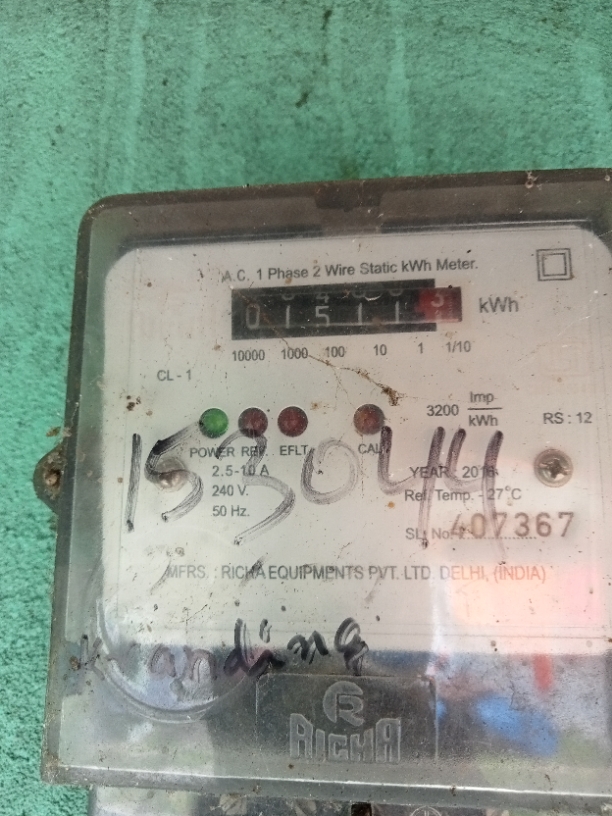 A.C. 1 Phase 2 Wire Static kWh Meter.
0 1 5 1 1 3 kWh
10000 1000 100 10 1 1/10
CL - 1
3200 Imp/kWh RS : 12
POWER REV. EFLT CAL
153044
2.5-10 A YEAR 2016
240 V. Ref. Temp. - 27°C
50 Hz. SL. No. 407367
MFRS. : RICHA EQUIPMENTS PVT. LTD. DELHI, (INDIA)
R
RICHA